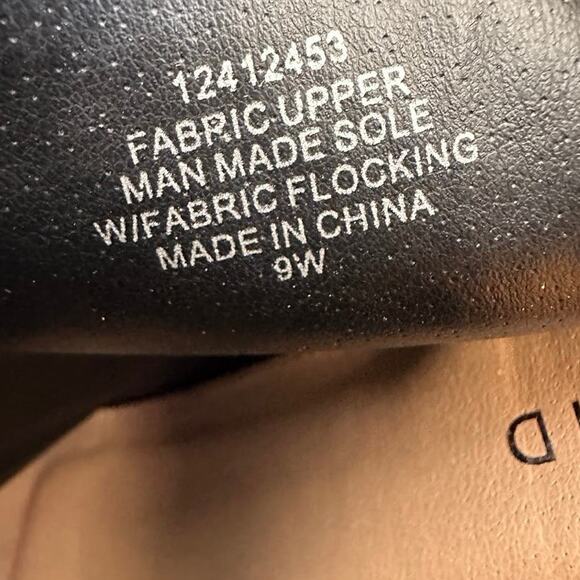 12412453
FABRIC UPPER
MAN MADE SOLE
W/FABRIC FLOCKING
MADE IN CHINA
9W